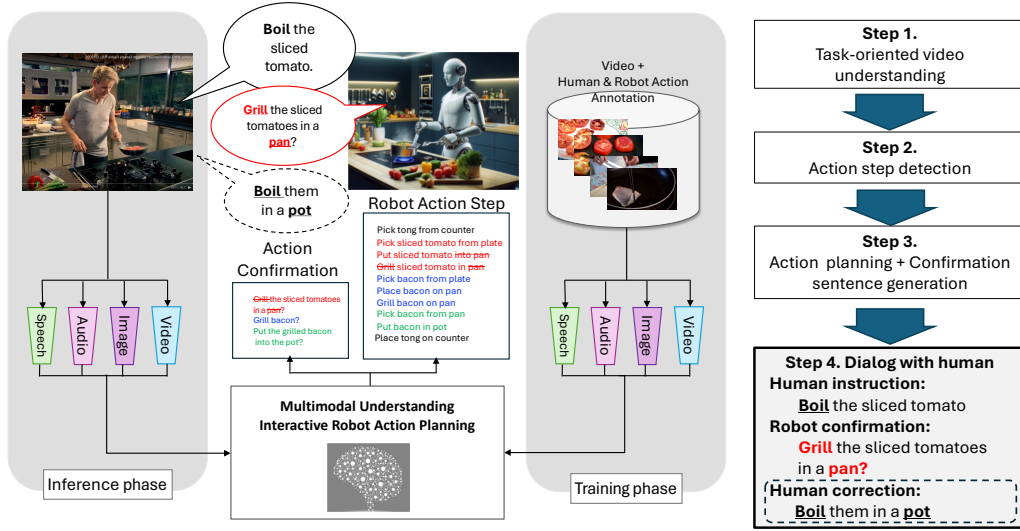 Boil the
sliced
tomato.
Grill the sliced
tomatoes in a
pan?
Boil them
in a pot
Video +
Human & Robot Action
Annotation
Action
Confirmation
Grill the sliced tomatoes
in a pan?
Grill bacon?
Put the grilled bacon
into the pot?
Robot Action Step
Pick tong from counter
Pick sliced tomato from plate
Put sliced tomato into pan
Grill sliced tomato in pan
Pick bacon from plate
Place bacon on pan
Grill bacon on pan
Pick bacon from pan
Put bacon in pot
Place tong on counter
Speech
Audio
Image
Video
Speech
Audio
Image
Video
Multimodal Understanding
Interactive Robot Action Planning
Inference phase
Training phase
Step 1.
Task-oriented video
understanding
Step 2.
Action step detection
Step 3.
Action planning + Confirmation
sentence generation
Step 4. Dialog with human
Human instruction:
Boil the sliced tomato
Robot confirmation:
Grill the sliced tomatoes
in a pan?
Human correction:
Boil them in a pot